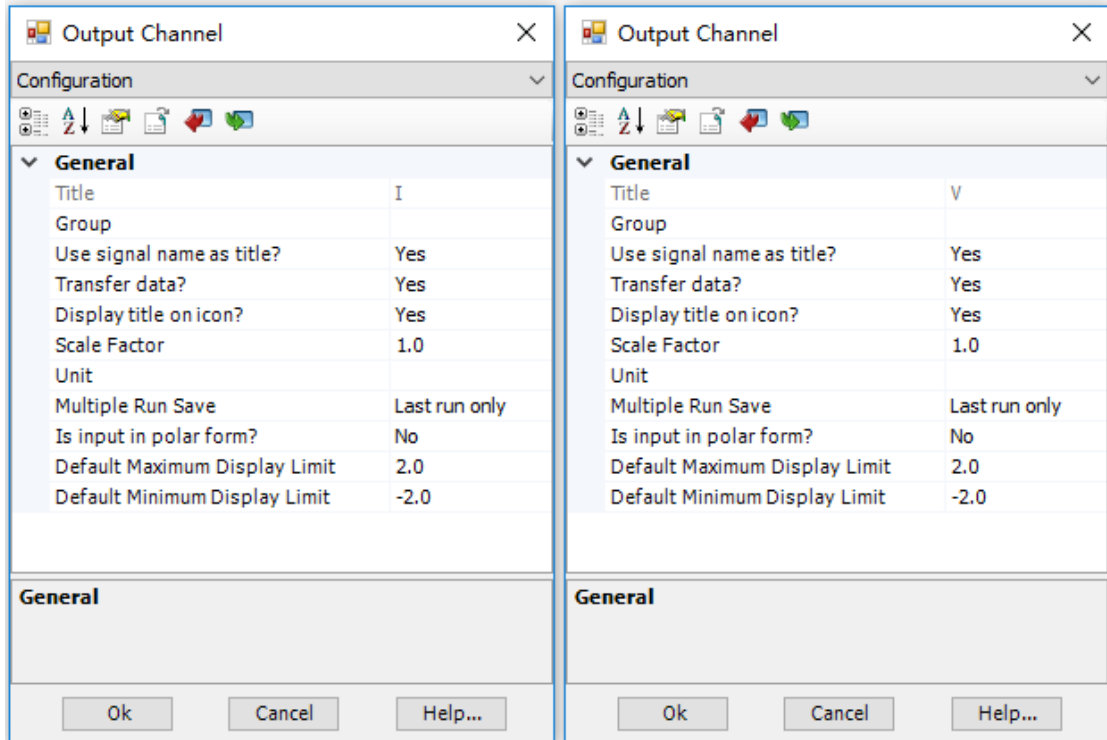 Output Channel
Configuration
General
Title I
Group
Use signal name as title? Yes
Transfer data? Yes
Display title on icon? Yes
Scale Factor 1.0
Unit
Multiple Run Save Last run only
Is input in polar form? No
Default Maximum Display Limit 2.0
Default Minimum Display Limit -2.0
General
Ok Cancel Help...
Output Channel
Configuration
General
Title V
Group
Use signal name as title? Yes
Transfer data? Yes
Display title on icon? Yes
Scale Factor 1.0
Unit
Multiple Run Save Last run only
Is input in polar form? No
Default Maximum Display Limit 2.0
Default Minimum Display Limit -2.0
General
Ok Cancel Help...